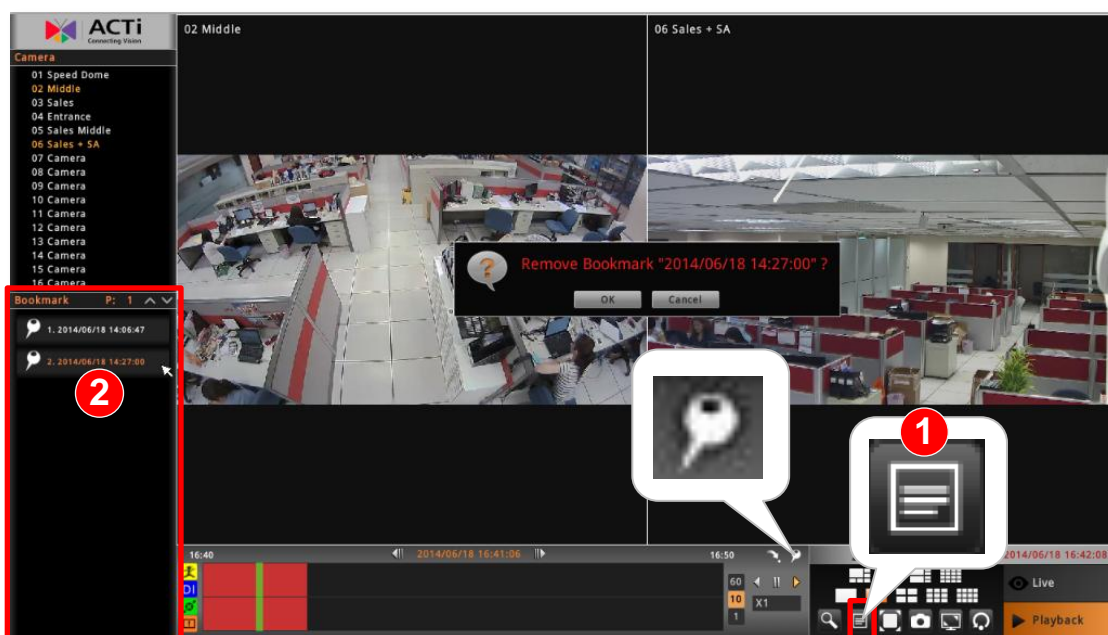 ACTi
Connecting Vision
Camera
01 Speed Dome
02 Middle
03 Sales
04 Entrance
05 Sales Middle
06 Sales + SA
07 Camera
08 Camera
09 Camera
10 Camera
11 Camera
12 Camera
13 Camera
14 Camera
15 Camera
16 Camera
Bookmark P: 1
1. 2014/06/18 14:06:47
2. 2014/06/18 14:27:00
2
02 Middle
06 Sales + SA
Remove Bookmark "2014/06/18 14:27:00" ?
OK Cancel
1
16:40 2014/06/18 16:41:06 16:50
DI
60
10
1
X1
2014/06/18 16:42:08
Live
Playback